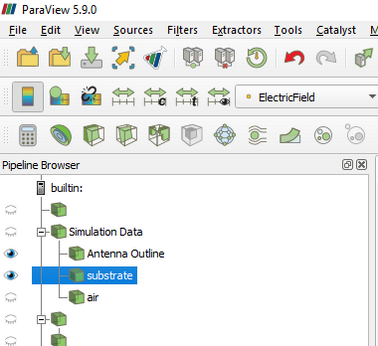 ParaView 5.9.0
File Edit View Sources Filters Extractors Tools Catalyst
ElectricField
Pipeline Browser
builtin:
Simulation Data
Antenna Outline
substrate
air